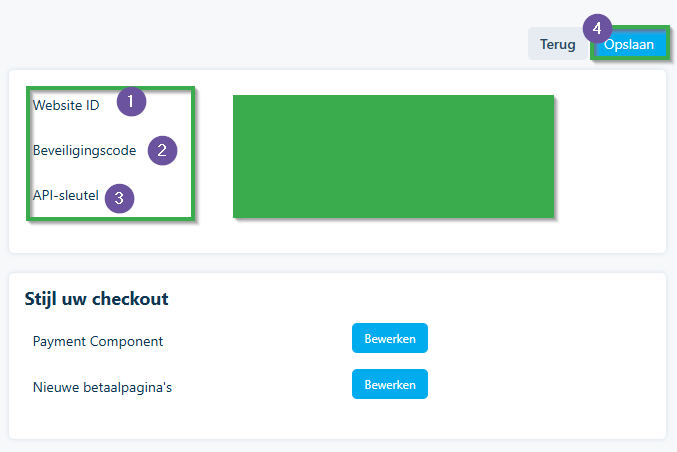 Terug
4
Opslaan
Website ID
1
Beveiligingscode
2
API-sleutel
3
Stijl uw checkout
Payment Component
Bewerken
Nieuwe betaalpagina's
Bewerken